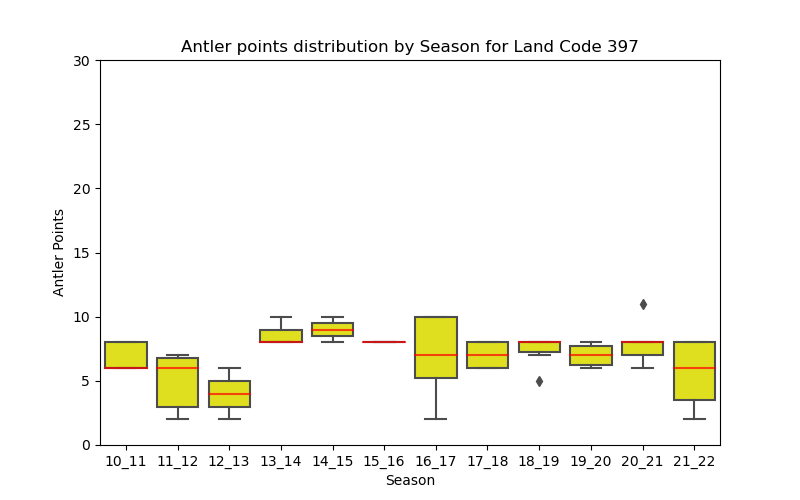 Antler points distribution by Season for Land Code 397
30
25
20
15
10
5
0
Antler Points
10_11 11_12 12_13 13_14 14_15 15_16 16_17 17_18 18_19 19_20 20_21 21_22
Season